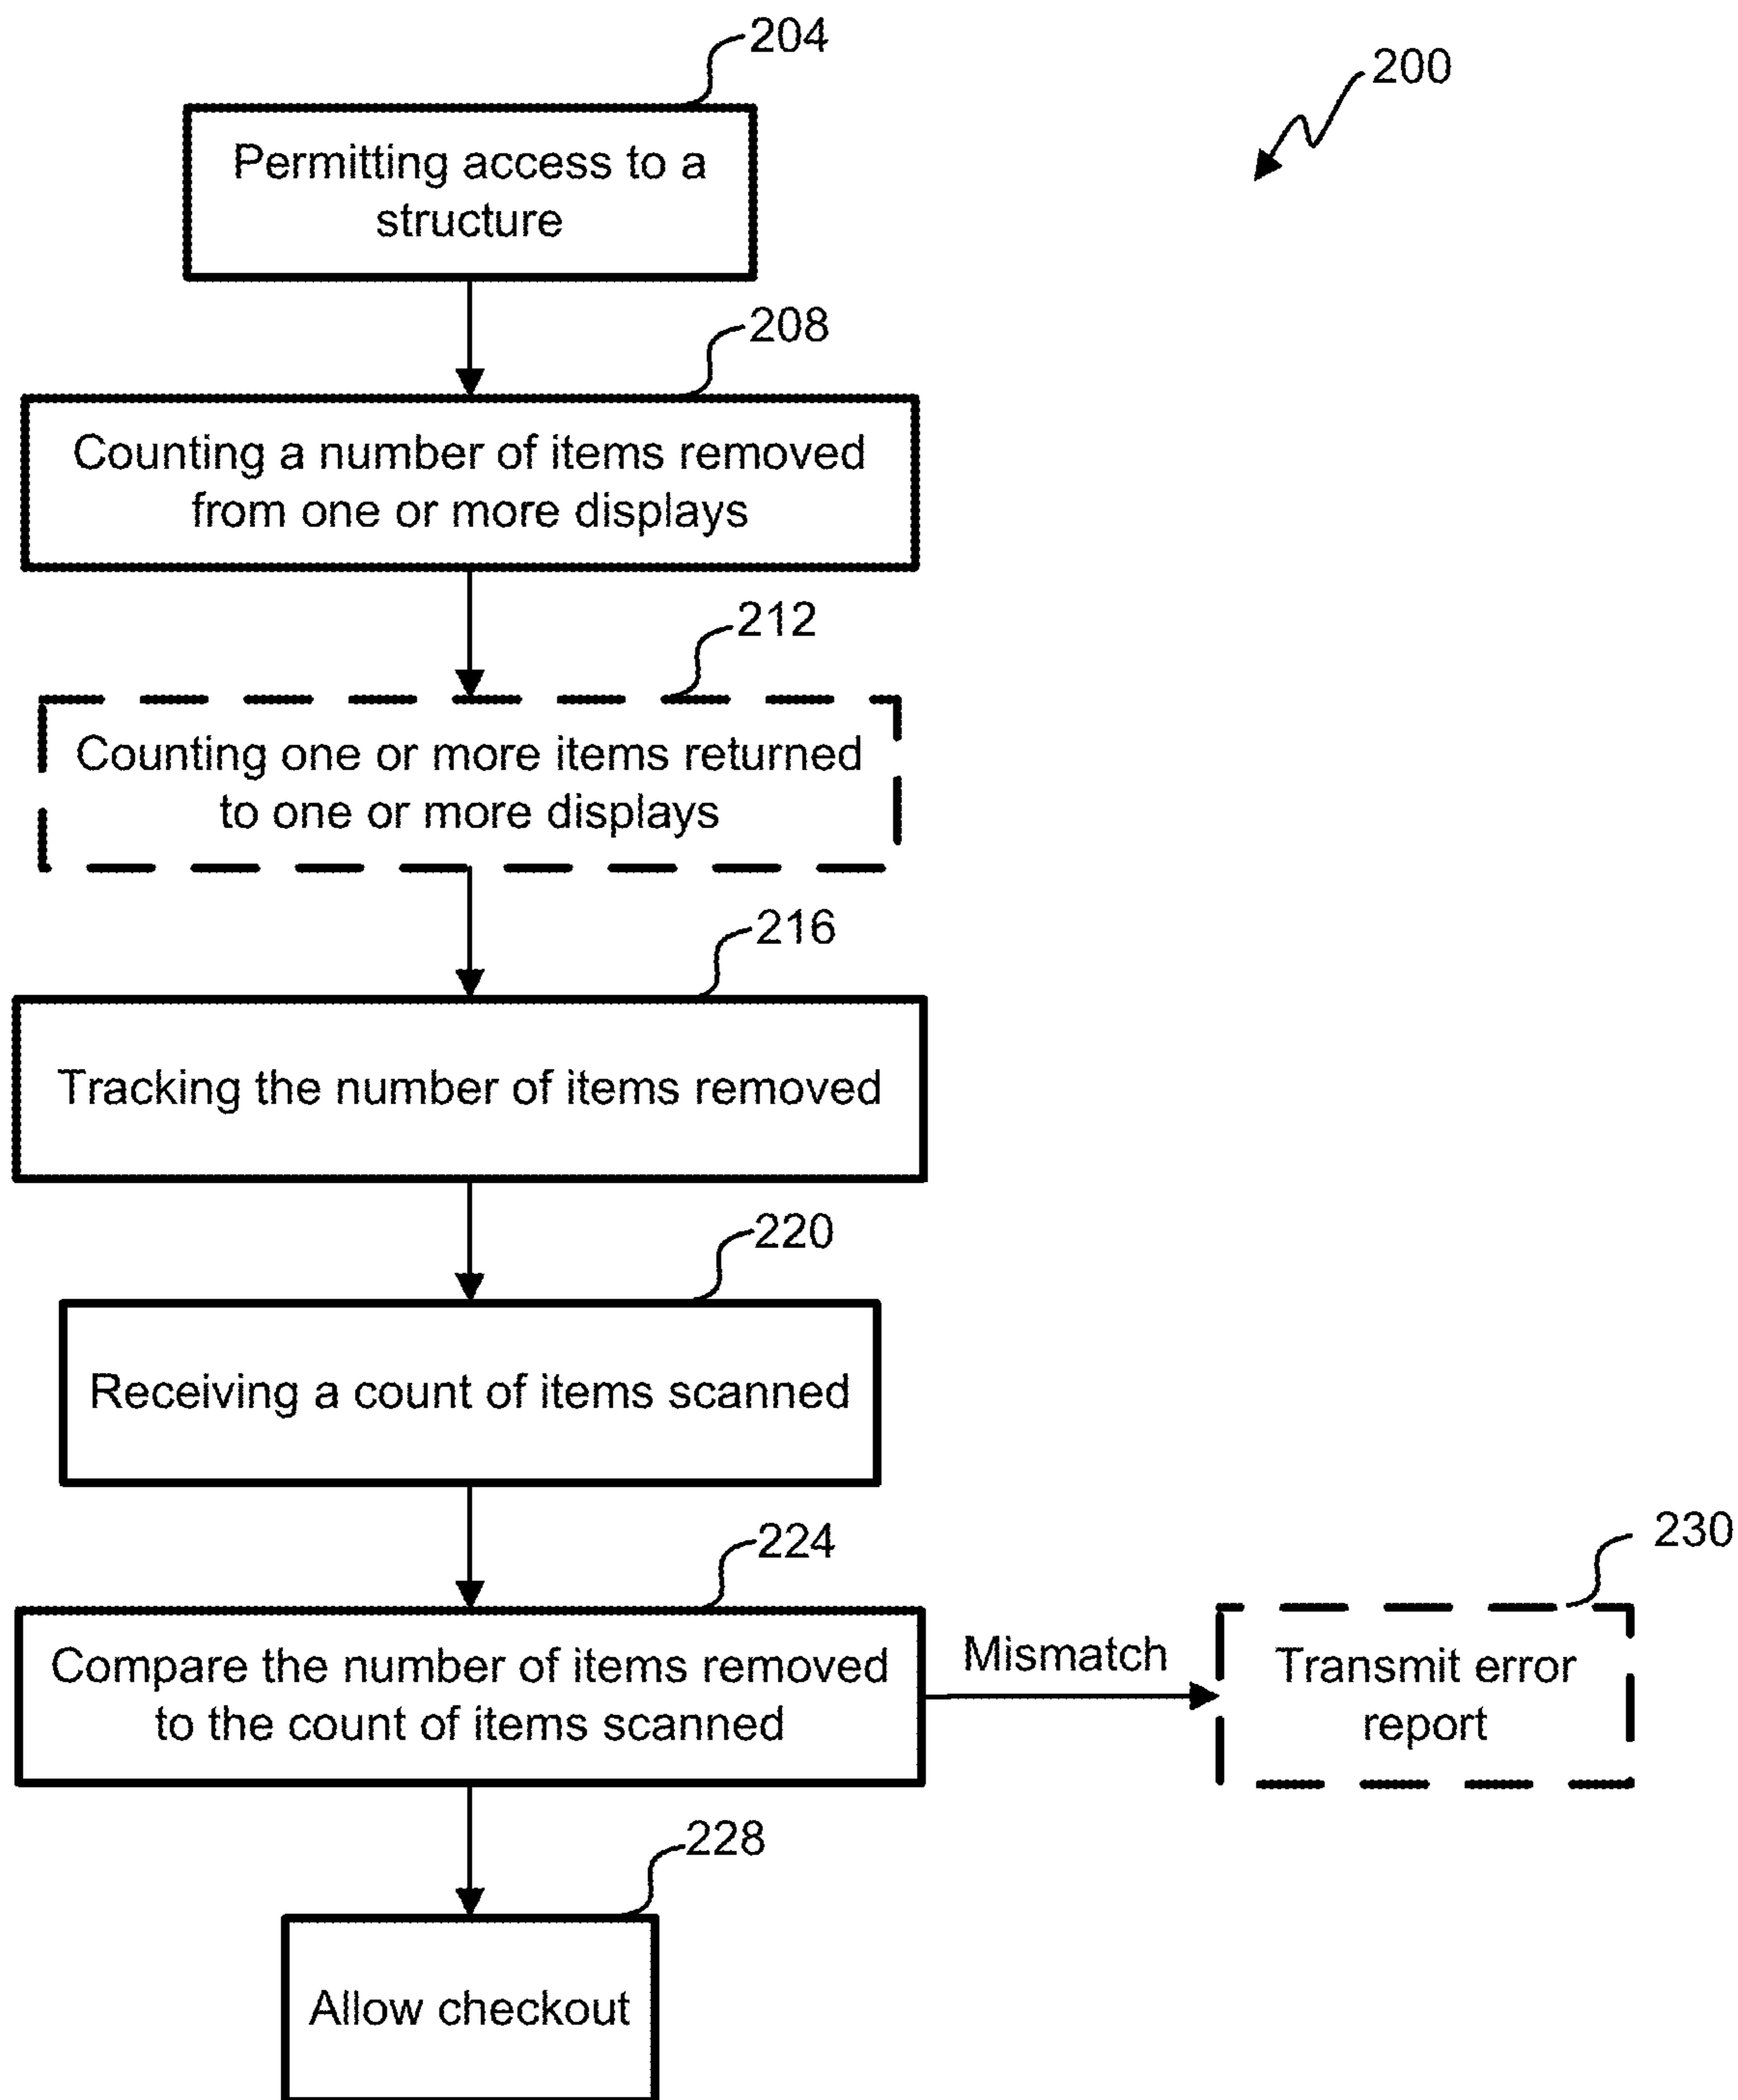 204
200
Permitting access to a
structure
208
Counting a number of items removed
from one or more displays
212
Counting one or more items returned
to one or more displays
216
Tracking the number of items removed
220
Receiving a count of items scanned
224
230
Compare the number of items removed
to the count of items scanned
Mismatch
Transmit error
report
228
Allow checkout